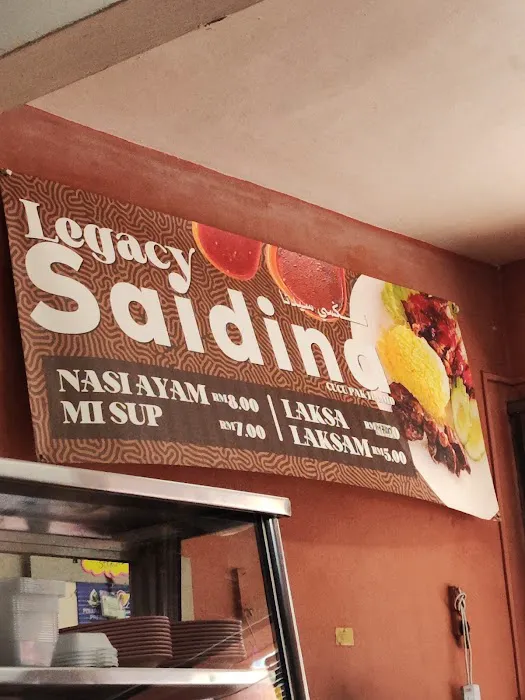 Legacy
Saidina
NASI AYAM RM8.00
MI SUP RM7.00
LAKSA
LAKSAM RM5.00